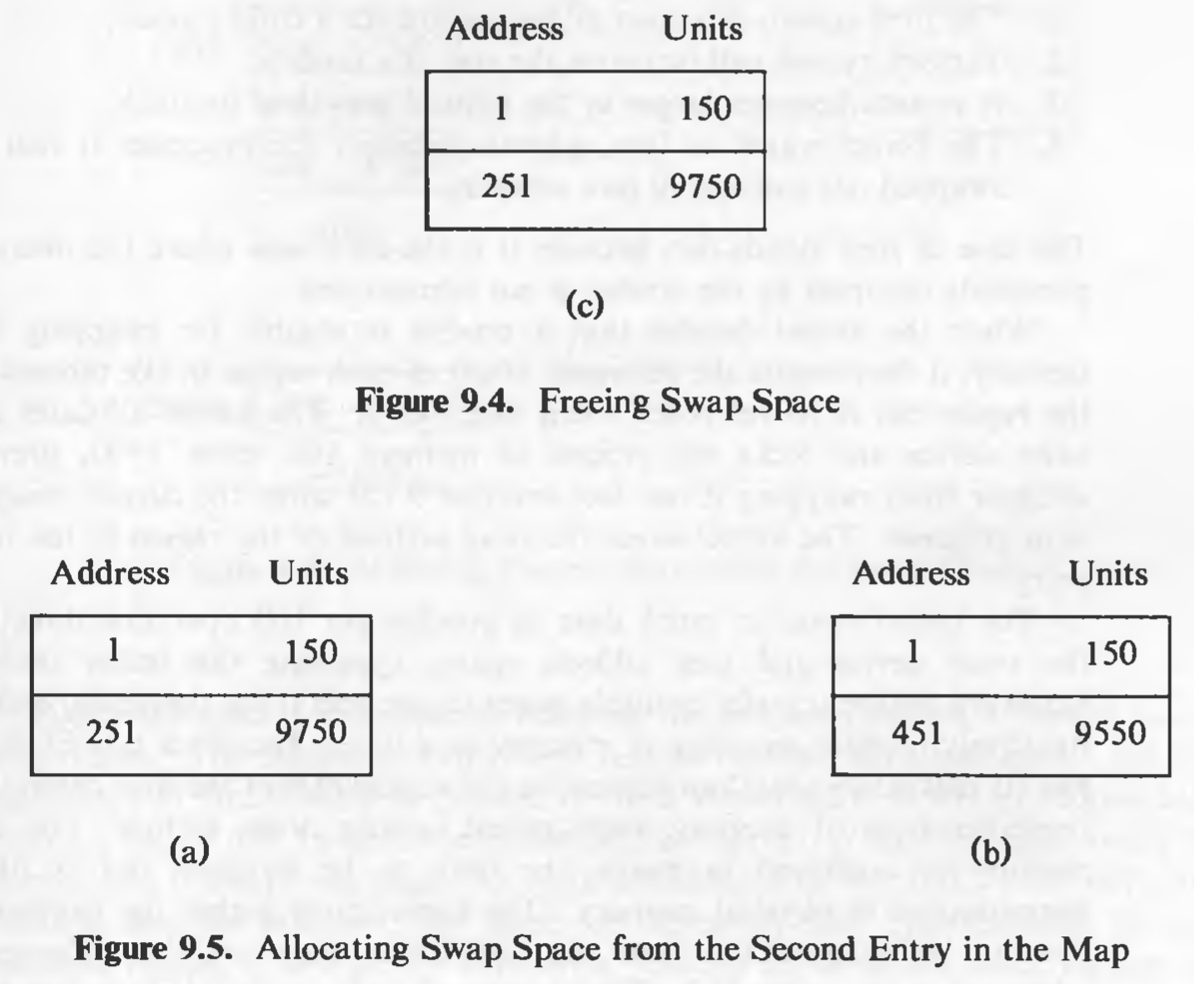 Address Units
1 150
251 9750
(c)
Figure 9.4. Freeing Swap Space
Address Units
1 150
251 9750
(a)
Address Units
1 150
451 9550
(b)
Figure 9.5. Allocating Swap Space from the Second Entry in the Map